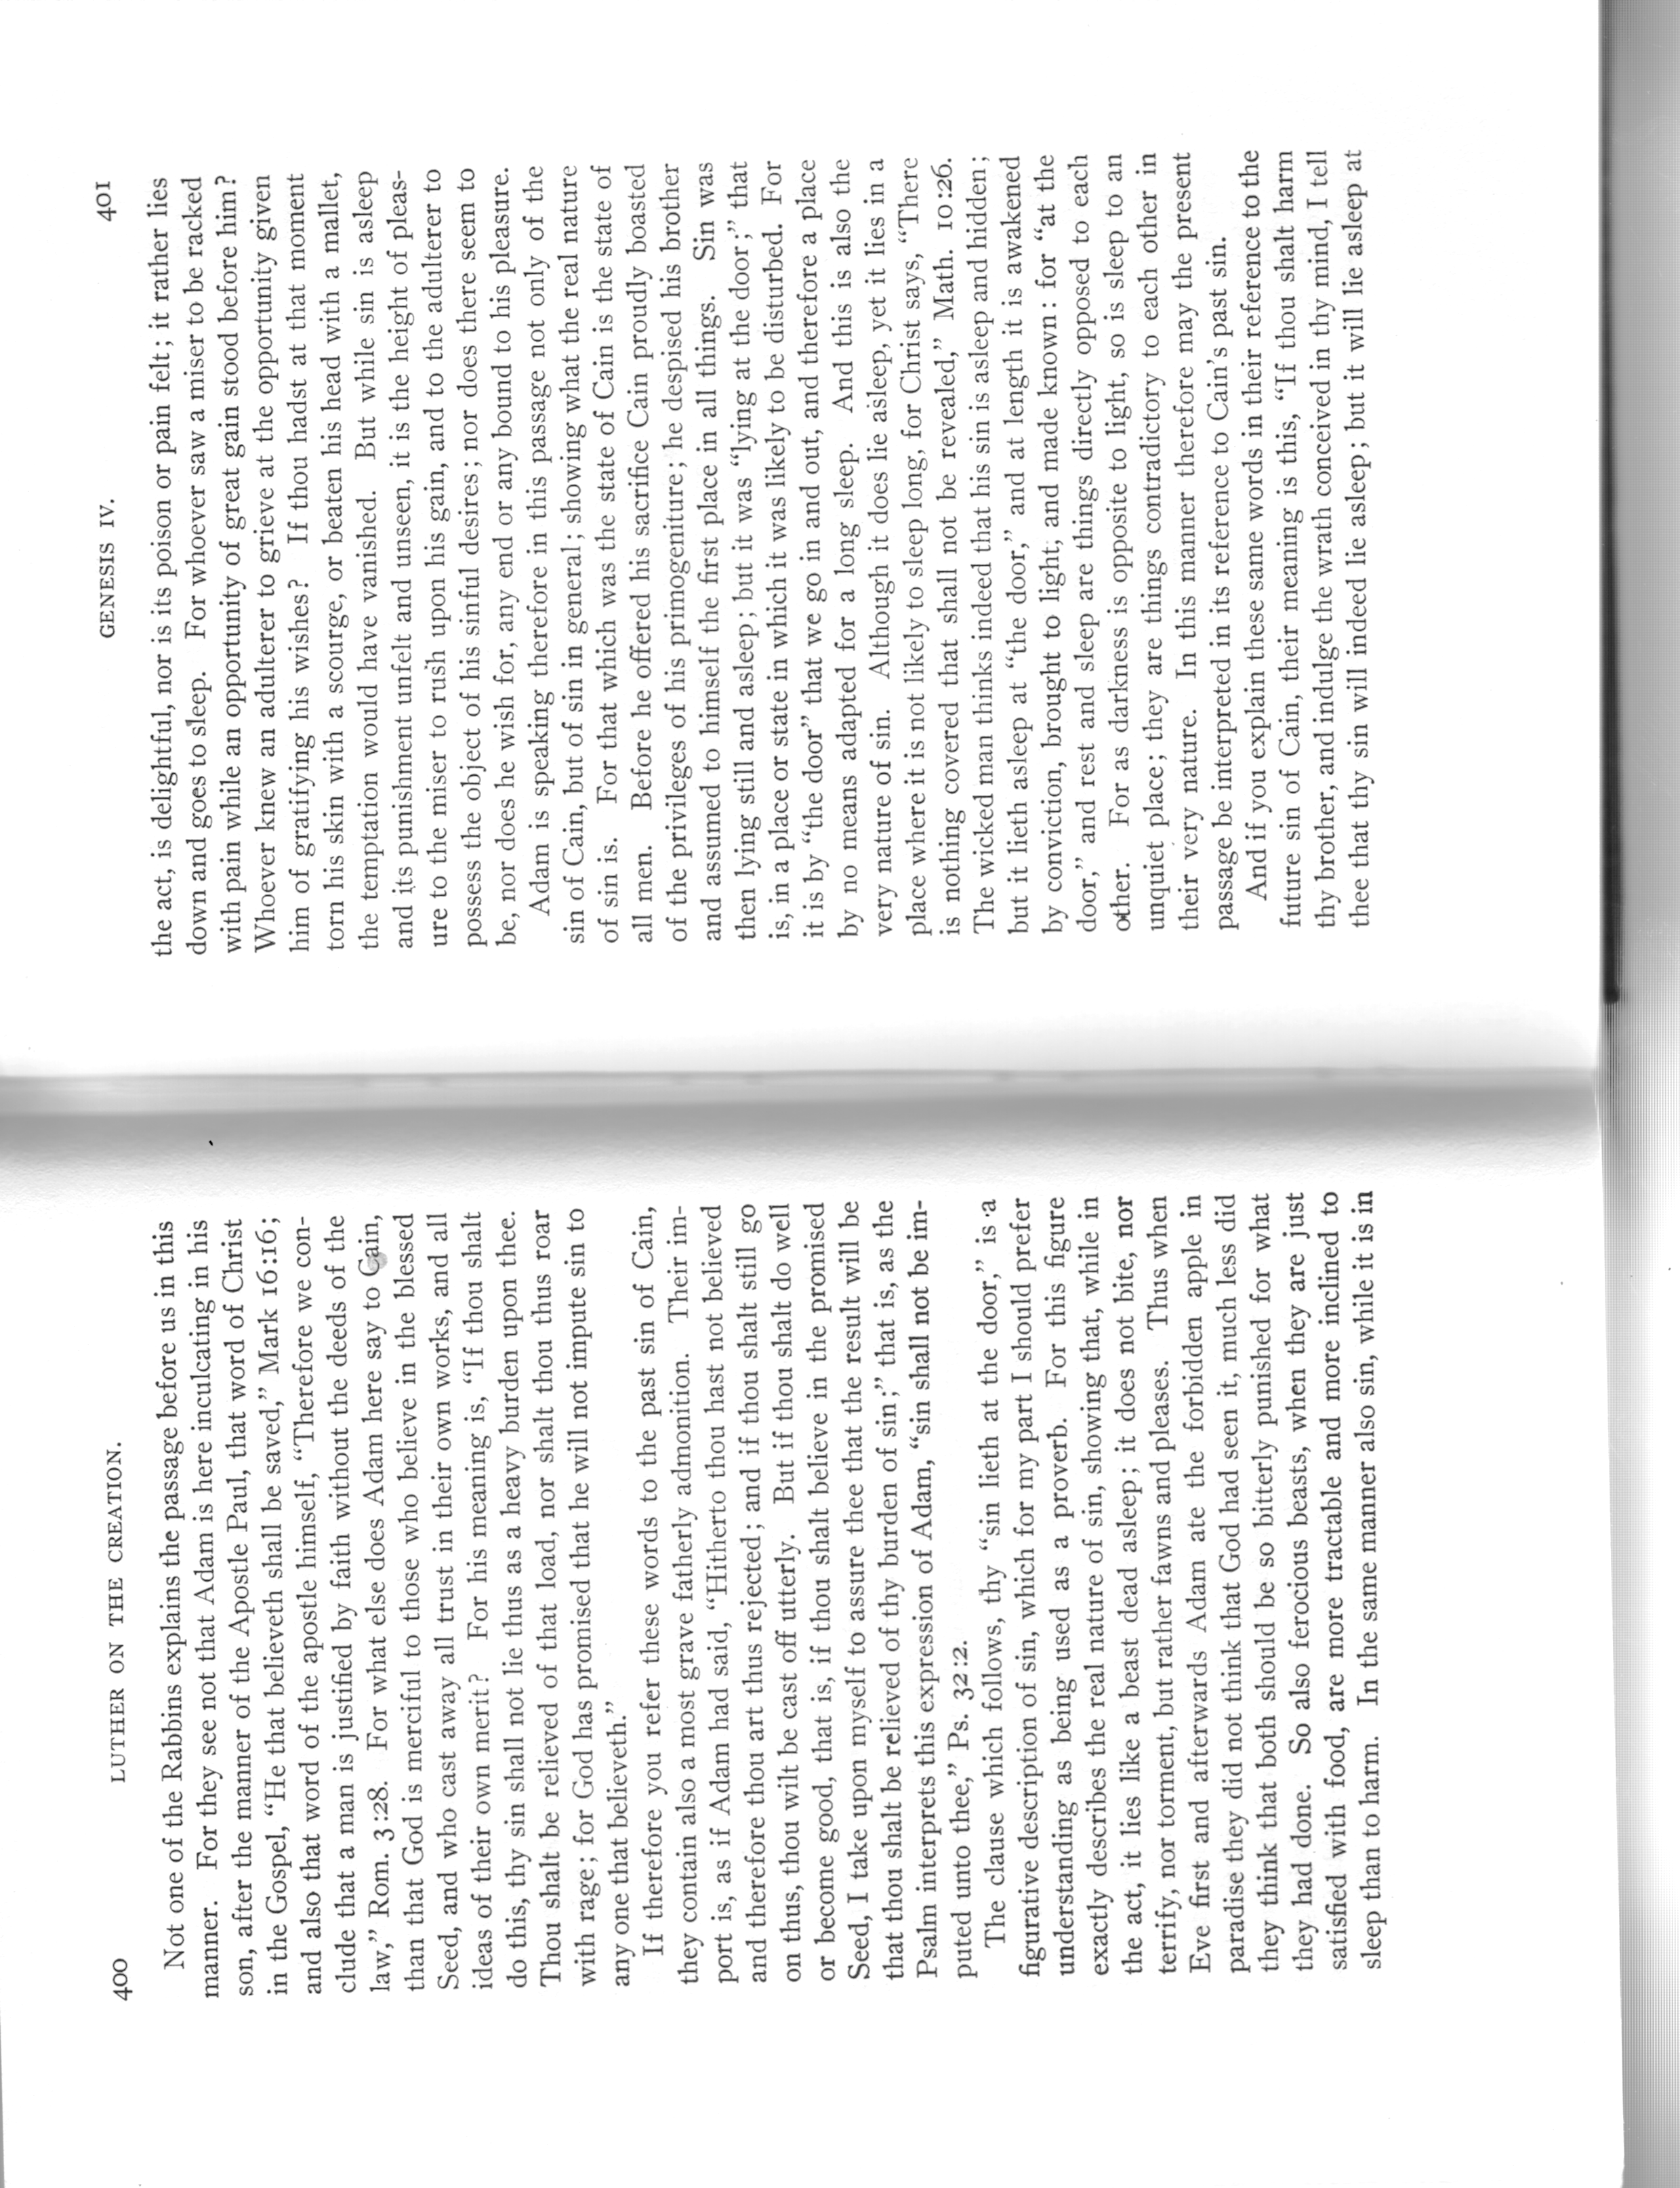 400 LUTHER ON THE CREATION.
Not one of the Rabbins explains the passage before us in this
manner. For they see not that Adam is here inculcating in his
son, after the manner of the Apostle Paul, that word of Christ
in the Gospel, “He that believeth shall be saved,” Mark 16:16;
and also that word of the apostle himself, “Therefore we con-
clude that a man is justified by faith without the deeds of the
law,” Rom. 3:28. For what else does Adam here say to Cain,
than that God is merciful to those who believe in the blessed
Seed, and who cast away all trust in their own works, and all
ideas of their own merit? For his meaning is, “If thou shalt
do this, thy sin shall not lie thus as a heavy burden upon thee.
Thou shalt be relieved of that load, nor shalt thou thus roar
with rage; for God has promised that he will not impute sin to
any one that believeth.”
If therefore you refer these words to the past sin of Cain,
they contain also a most grave fatherly admonition. Their im-
port is, as if Adam had said, “Hitherto thou hast not believed
and therefore thou art thus rejected; and if thou shalt still go
on thus, thou wilt be cast off utterly. But if thou shalt do well
or become good, that is, if thou shalt believe in the promised
Seed, I take upon myself to assure thee that the result will be
that thou shalt be relieved of thy burden of sin;” that is, as the
Psalm interprets this expression of Adam, “sin shall not be im-
puted unto thee,” Ps. 32:2.
The clause which follows, thy “sin lieth at the door,” is a
figurative description of sin, which for my part I should prefer
understanding as being used as a proverb. For this figure
exactly describes the real nature of sin, showing that, while in
the act, it lies like a beast dead asleep; it does not bite, nor
terrify, nor torment, but rather fawns and pleases. Thus when
Eve first and afterwards Adam ate the forbidden apple in
paradise they did not think that God had seen it, much less did
they think that both should be so bitterly punished for what
they had done. So also ferocious beasts, when they are just
satisfied with food, are more tractable and more inclined to
sleep than to harm. In the same manner also sin, while it is in
GENESIS IV. 401
the act, is delightful, nor is its poison or pain felt; it rather lies
down and goes to sleep. For whoever saw a miser to be racked
with pain while an opportunity of great gain stood before him?
Whoever knew an adulterer to grieve at the opportunity given
him of gratifying his wishes? If thou hadst at that moment
torn his skin with a scourge, or beaten his head with a mallet,
the temptation would have vanished. But while sin is asleep
and its punishment unfelt and unseen, it is the height of pleas-
ure to the miser to rush upon his gain, and to the adulterer to
possess the object of his sinful desires; nor does there seem to
be, nor does he wish for, any end or any bound to his pleasure.
Adam is speaking therefore in this passage not only of the
sin of Cain, but of sin in general; showing what the real nature
of sin is. For that which was the state of Cain is the state of
all men. Before he offered his sacrifice Cain proudly boasted
of the privileges of his primogeniture; he despised his brother
and assumed to himself the first place in all things. Sin was
then lying still and asleep; but it was “lying at the door;” that
is, in a place or state in which it was likely to be disturbed. For
it is by “the door” that we go in and out, and therefore a place
by no means adapted for a long sleep. And this is also the
very nature of sin. Although it does lie asleep, yet it lies in a
place where it is not likely to sleep long, for Christ says, “There
is nothing covered that shall not be revealed,” Math. 10:26.
The wicked man thinks indeed that his sin is asleep and hidden;
but it lieth asleep at “the door,” and at length it is awakened
by conviction, brought to light, and made known: for “at the
door,” and rest and sleep are things directly opposed to each
other. For as darkness is opposite to light, so is sleep to an
unquiet place; they are things contradictory to each other in
their very nature. In this manner therefore may the present
passage be interpreted in its reference to Cain’s past sin.
And if you explain these same words in their reference to the
future sin of Cain, their meaning is this, “If thou shalt harm
thy brother, and indulge the wrath conceived in thy mind, I tell
thee that thy sin will indeed lie asleep; but it will lie asleep at